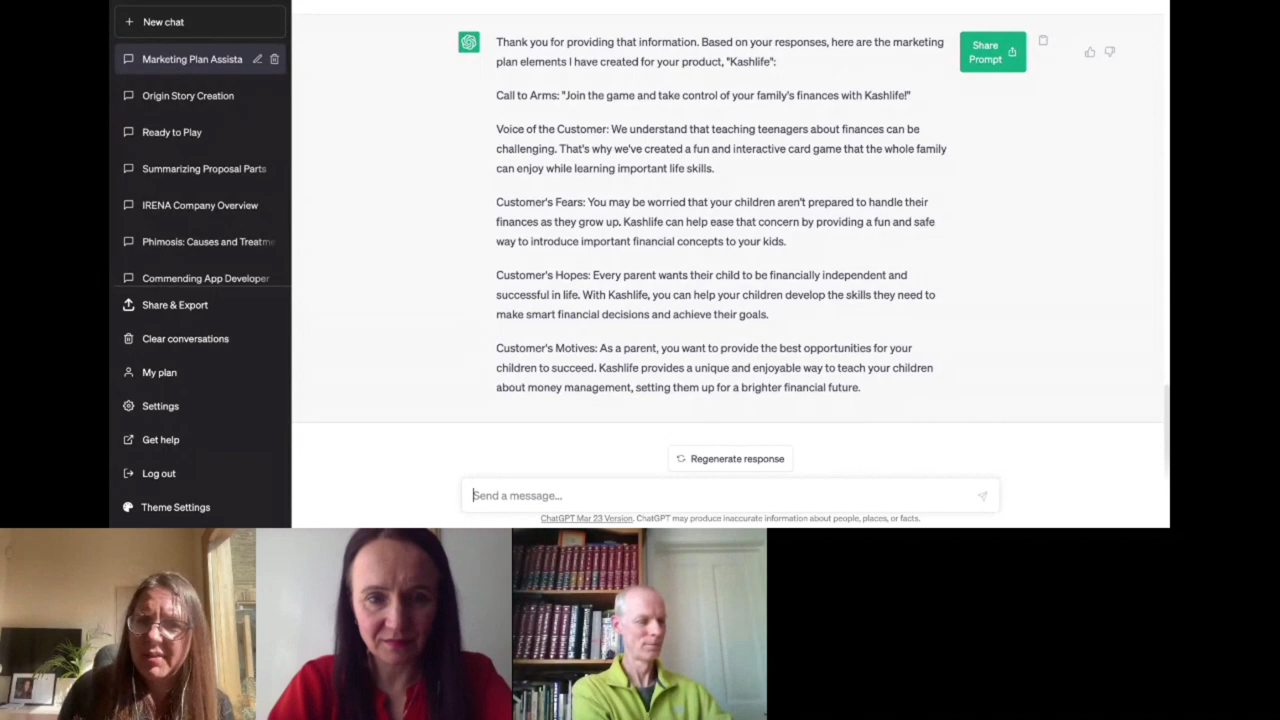 New chat
Marketing Plan Assista
Origin Story Creation
Ready to Play
Summarizing Proposal Parts
IRENA Company Overview
Phimosis: Causes and Treatme
Commending App Developer
Share & Export
Clear conversations
My plan
Settings
Get help
Log out
Theme Settings
Thank you for providing that information. Based on your responses, here are the marketing
plan elements I have created for your product, "Kashlife":
Call to Arms: "Join the game and take control of your family's finances with Kashlife!"
Voice of the Customer: We understand that teaching teenagers about finances can be
challenging. That's why we've created a fun and interactive card game that the whole family
can enjoy while learning important life skills.
Customer's Fears: You may be worried that your children aren't prepared to handle their
finances as they grow up. Kashlife can help ease that concern by providing a fun and safe
way to introduce important financial concepts to your kids.
Customer's Hopes: Every parent wants their child to be financially independent and
successful in life. With Kashlife, you can help your children develop the skills they need to
make smart financial decisions and achieve their goals.
Customer's Motives: As a parent, you want to provide the best opportunities for your
children to succeed. Kashlife provides a unique and enjoyable way to teach your children
about money management, setting them up for a brighter financial future.
Share
Prompt
Regenerate response
Send a message...
ChatGPT Mar 23 Version. ChatGPT may produce inaccurate information about people, places, or facts.